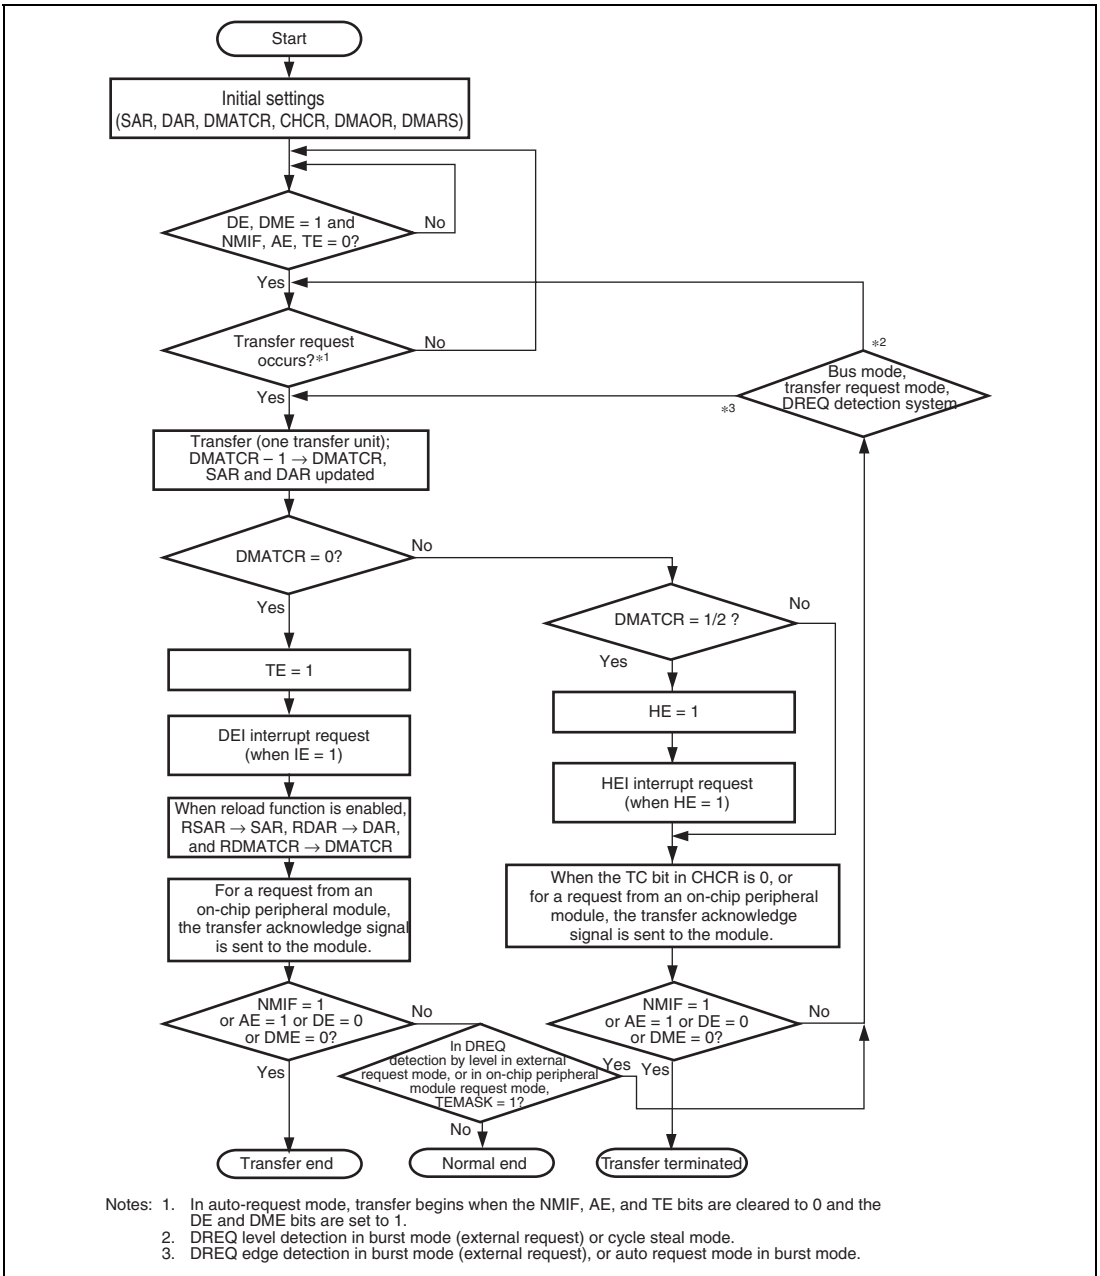 Start
Initial settings
(SAR, DAR, DMATCR, CHCR, DMAOR, DMARS)
DE, DME = 1 and
NMIF, AE, TE = 0?
No
Yes
Transfer request
occurs?*1
No
Yes
*2
Bus mode,
transfer request mode,
DREQ detection system
*3
Transfer (one transfer unit);
DMATCR – 1 → DMATCR,
SAR and DAR updated
DMATCR = 0?
No
Yes
DMATCR = 1/2 ?
No
Yes
TE = 1
HE = 1
DEI interrupt request
(when IE = 1)
HEI interrupt request
(when HE = 1)
When reload function is enabled,
RSAR → SAR, RDAR → DAR,
and RDMATCR → DMATCR
For a request from an
on-chip peripheral module,
the transfer acknowledge signal
is sent to the module.
When the TC bit in CHCR is 0, or
for a request from an on-chip peripheral
module, the transfer acknowledge
signal is sent to the module.
NMIF = 1
or AE = 1 or DE = 0
or DME = 0?
No
Yes
In DREQ
detection by level in external
request mode, or in on-chip peripheral
module request mode,
TEMASK = 1?
Yes
No
NMIF = 1
or AE = 1 or DE = 0
or DME = 0?
No
Yes
Transfer end
Normal end
Transfer terminated
Notes: 1. In auto-request mode, transfer begins when the NMIF, AE, and TE bits are cleared to 0 and the
DE and DME bits are set to 1.
2. DREQ level detection in burst mode (external request) or cycle steal mode.
3. DREQ edge detection in burst mode (external request), or auto request mode in burst mode.